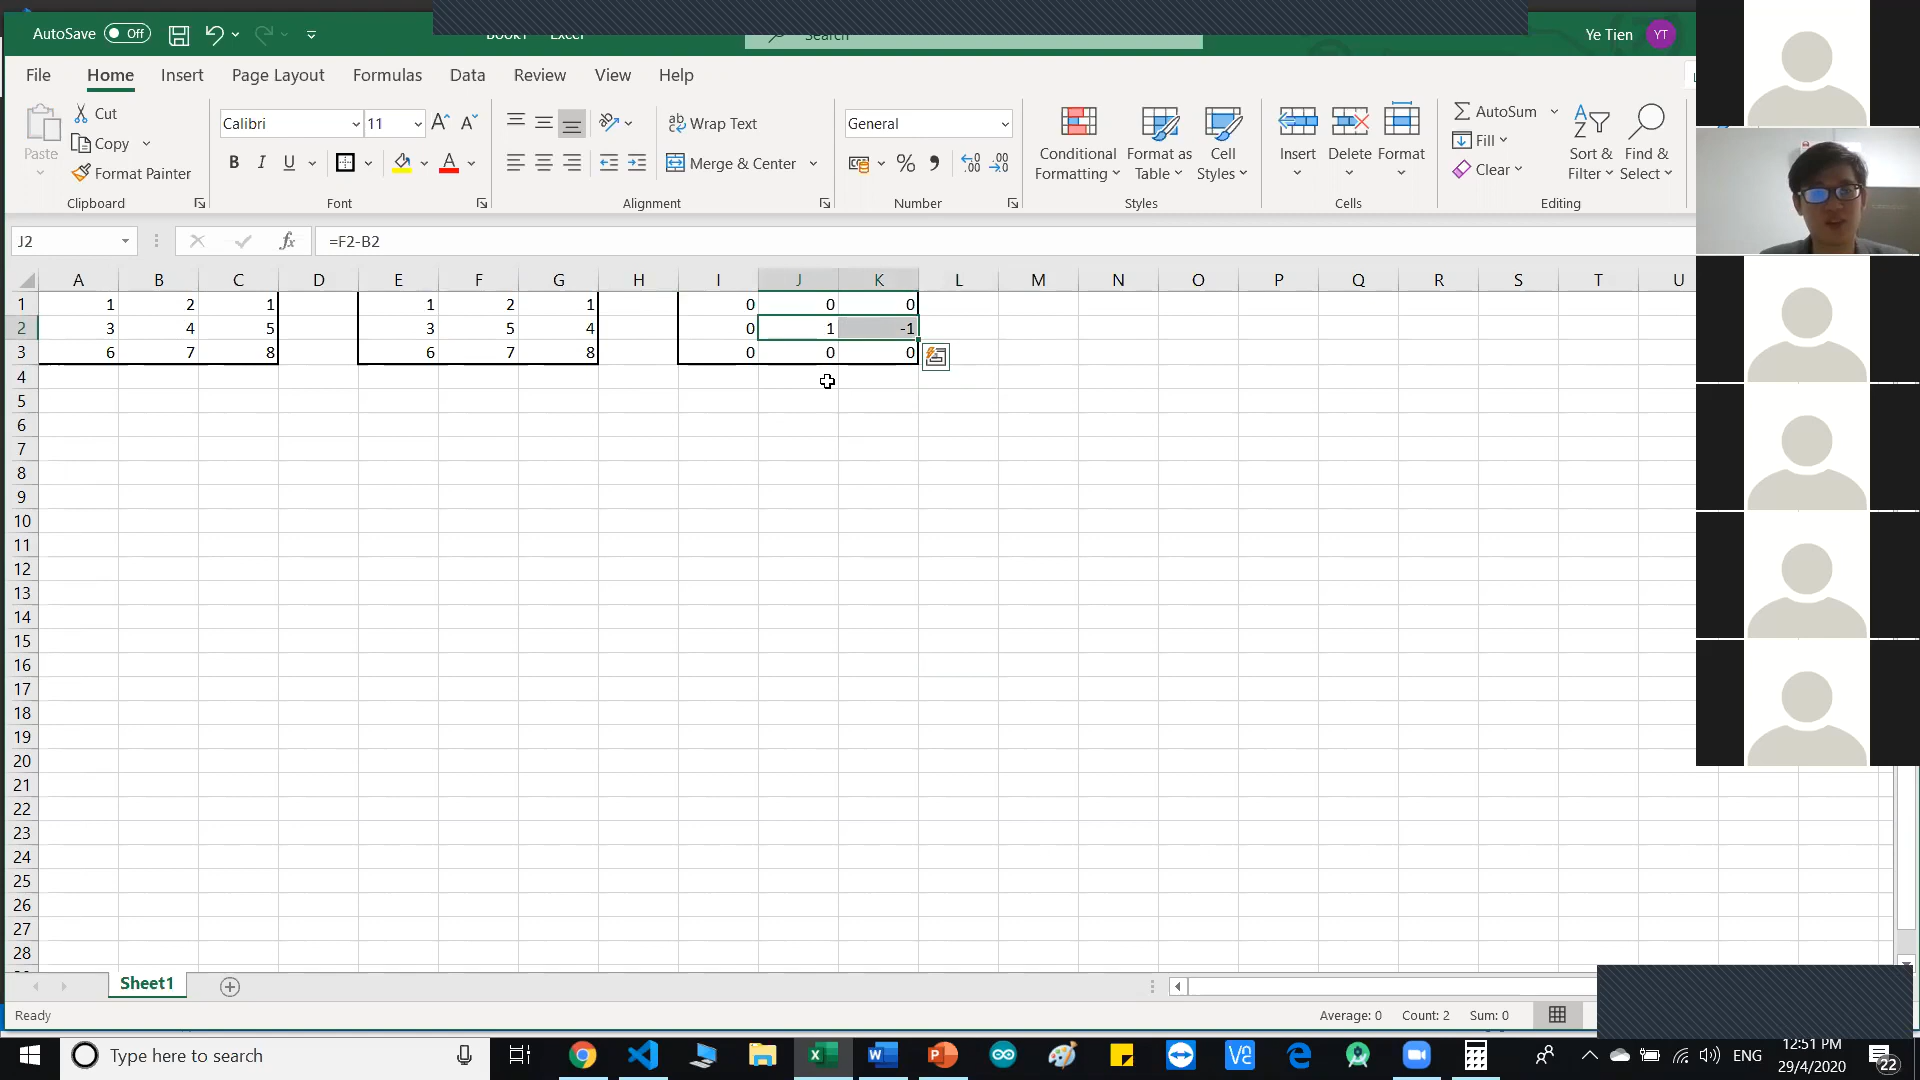 AutoSave Off
Ye Tien YT
File Home Insert Page Layout Formulas Data Review View Help
Paste
Cut
Copy
Format Painter
Clipboard
Calibri 11
B I U
Font
Wrap Text
Merge & Center
Alignment
General
Number
Conditional Formatting
Format as Table
Cell Styles
Styles
Insert Delete Format
Cells
AutoSum
Fill
Clear
Sort & Filter
Find & Select
Editing
J2 fx =F2-B2
A B C D E F G H I J K L M N O P Q R S T U
1 1 2 1 1 2 1 0 0 0
2 3 4 5 3 5 4 0 1 -1
3 6 7 8 6 7 8 0 0 0
4
5
6
7
8
9
10
11
12
13
14
15
16
17
18
19
20
21
22
23
24
25
26
27
28
Sheet1
Ready
Average: 0 Count: 2 Sum: 0
Type here to search
ENG
12:51 PM
29/4/2020
22